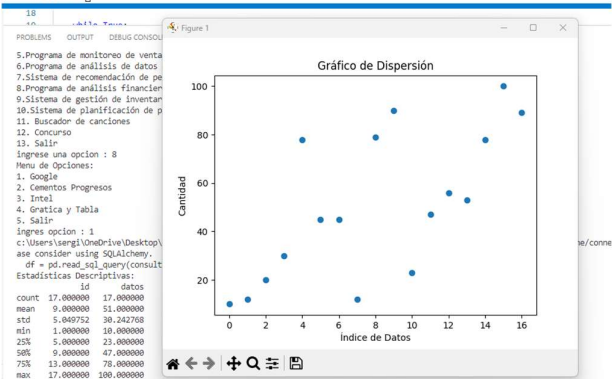 18
while True:
PROBLEMS OUTPUT DEBUG CONSOL
5.Programa de monitoreo de venta
6.Programa de análisis de datos
7.Sistema de recomendación de pe
8.Programa de análisis financier
9.Sistema de gestión de inventar
10.Sistema de planificación de p
11. Buscador de canciones
12. Concurso
13. Salir
ingrese una opcion : 8
Menu de Opciones:
1. Google
2. Cementos Progresos
3. Intel
4. Gratica y Tabla
5. Salir
ingres opcion : 1
c:\Users\sergi\OneDrive\Desktop\
ne/conne
ase consider using SQLAlchemy.
df = pd.read_sql_query(consult
Estadísticas Descriptivas:
id datos
count 17.000000 17.000000
mean 9.000000 51.000000
std 5.049752 30.242768
min 1.000000 10.000000
25% 5.000000 23.000000
50% 9.000000 47.000000
75% 13.000000 78.000000
max 17.000000 100.000000
Figure 1
Gráfico de Dispersión
100
80
60
40
20
Cantidad
0 2 4 6 8 10 12 14 16
Índice de Datos